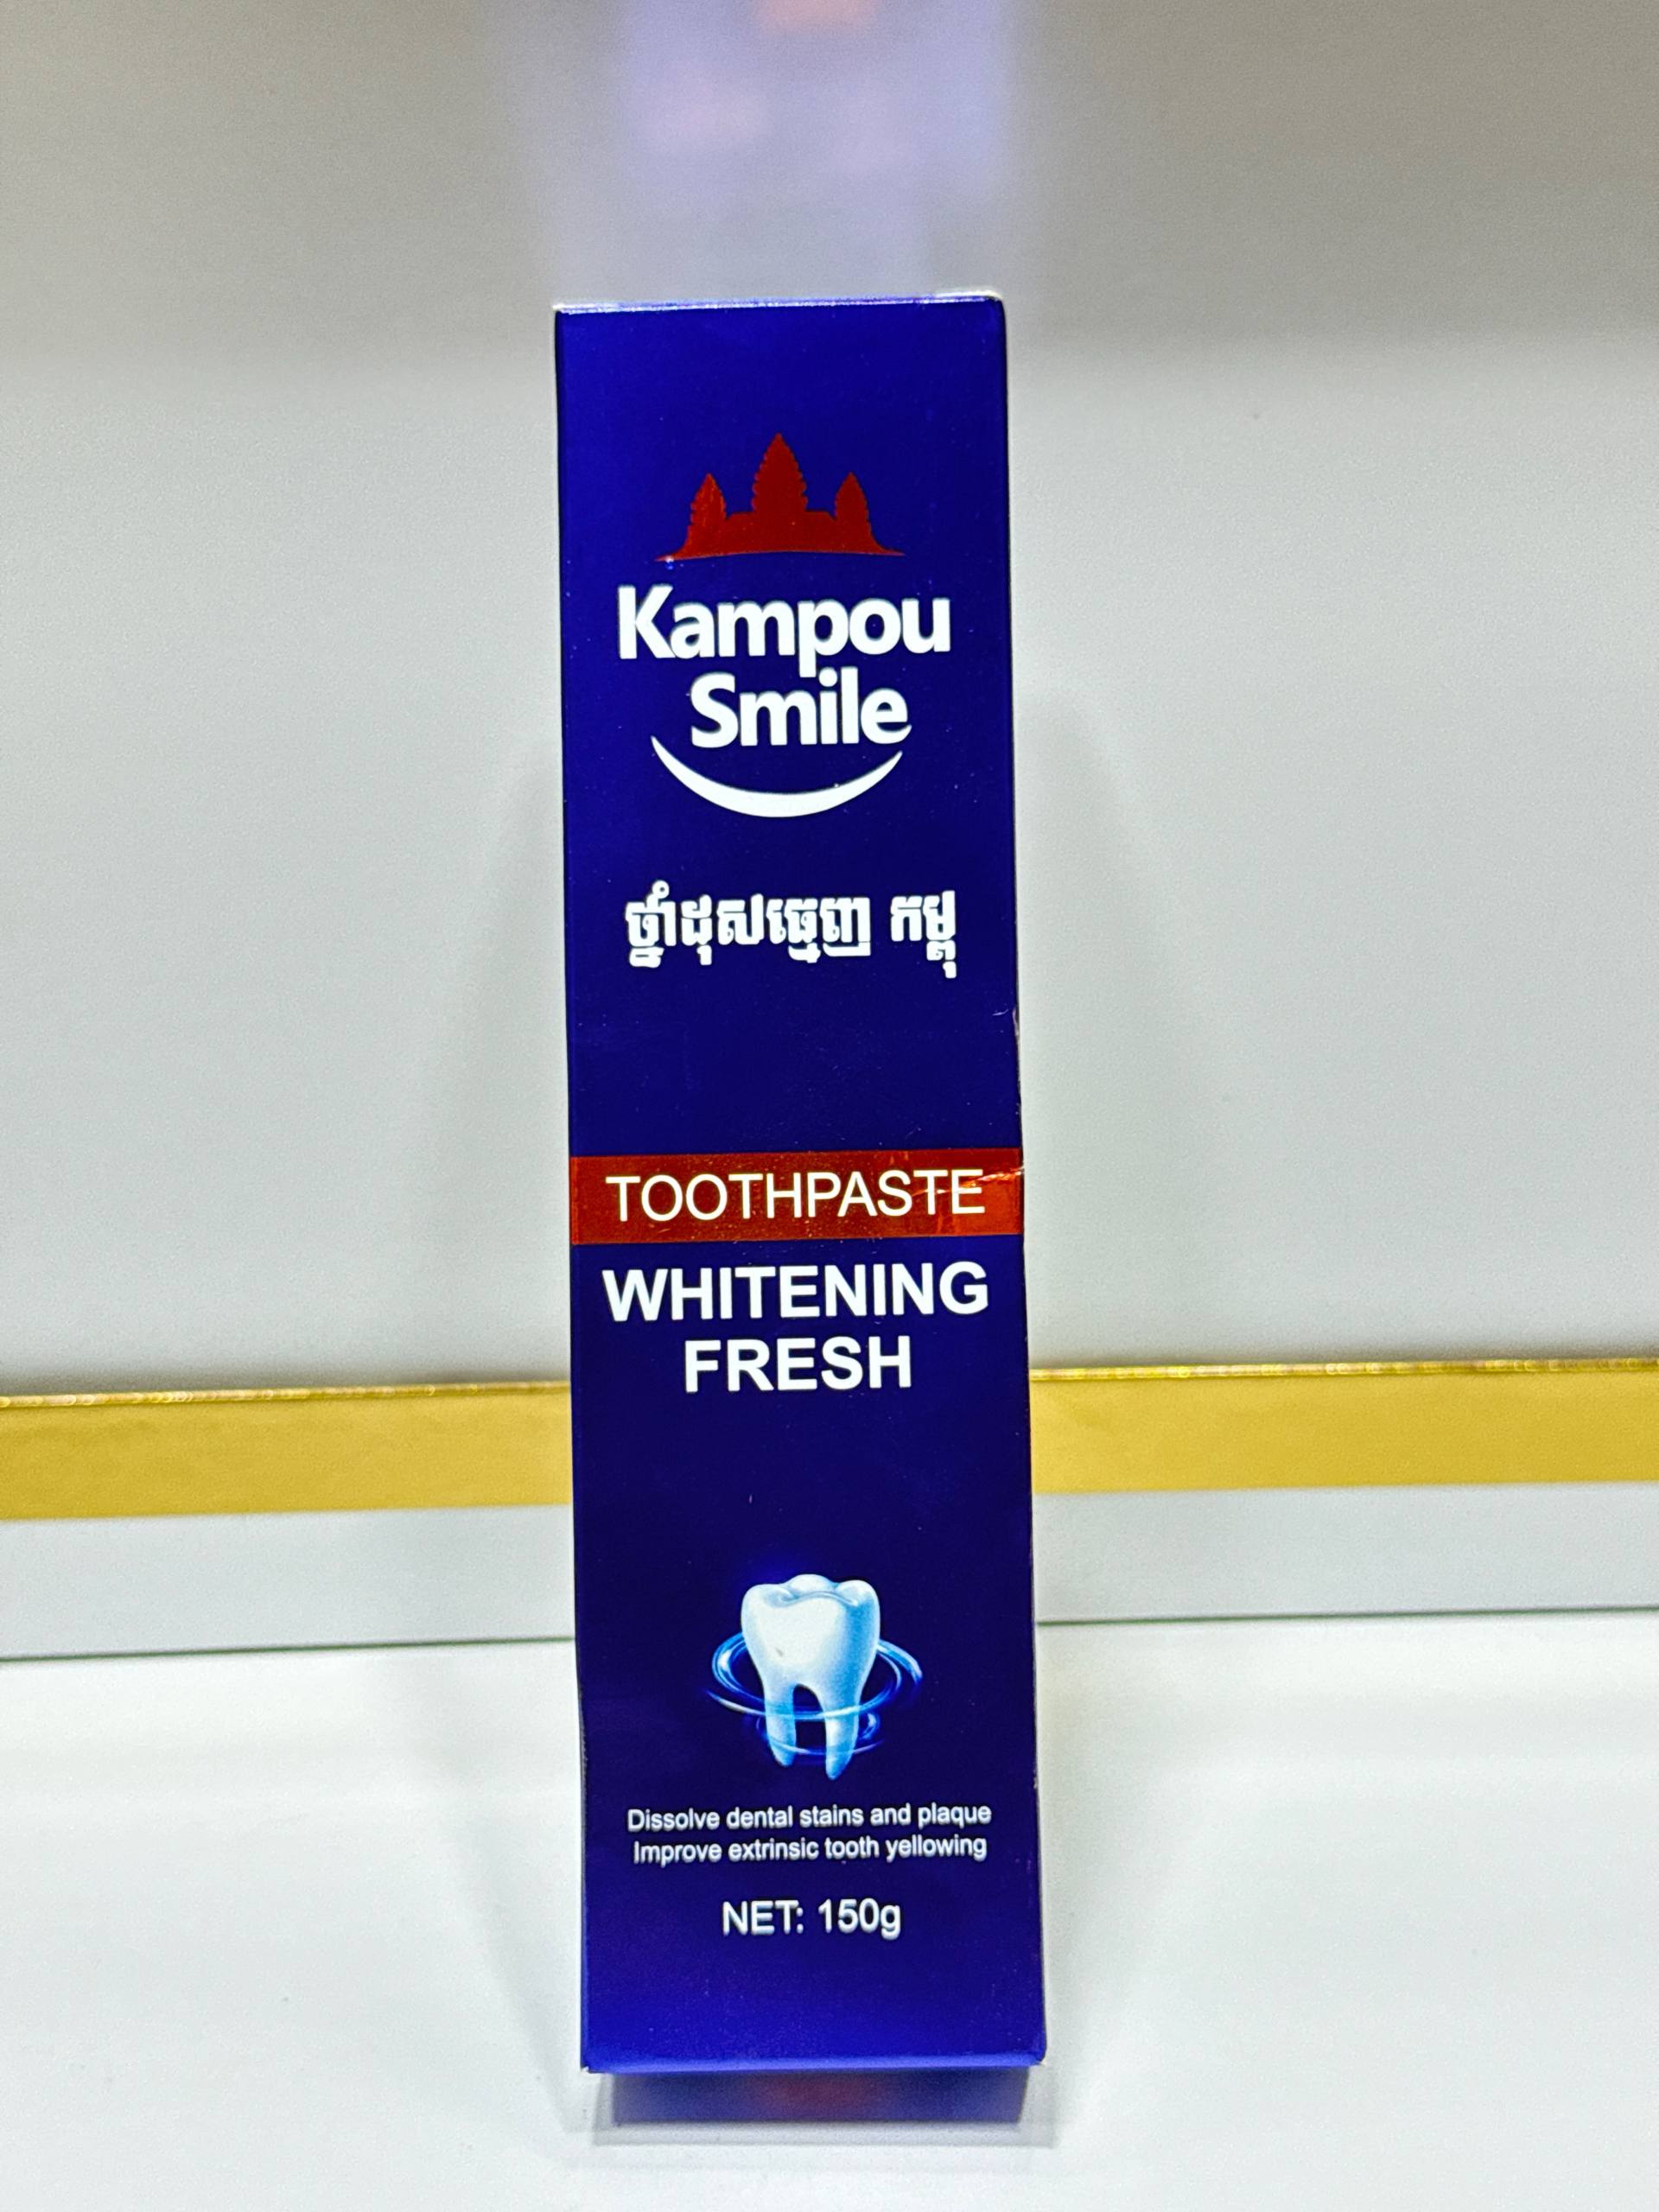 Kampou
Smile
ថ្នាំដុសធ្មេញ កម្ពុ
TOOTHPASTE
WHITENING
FRESH
Dissolve dental stains and plaque
Improve extrinsic tooth yellowing
NET: 150g